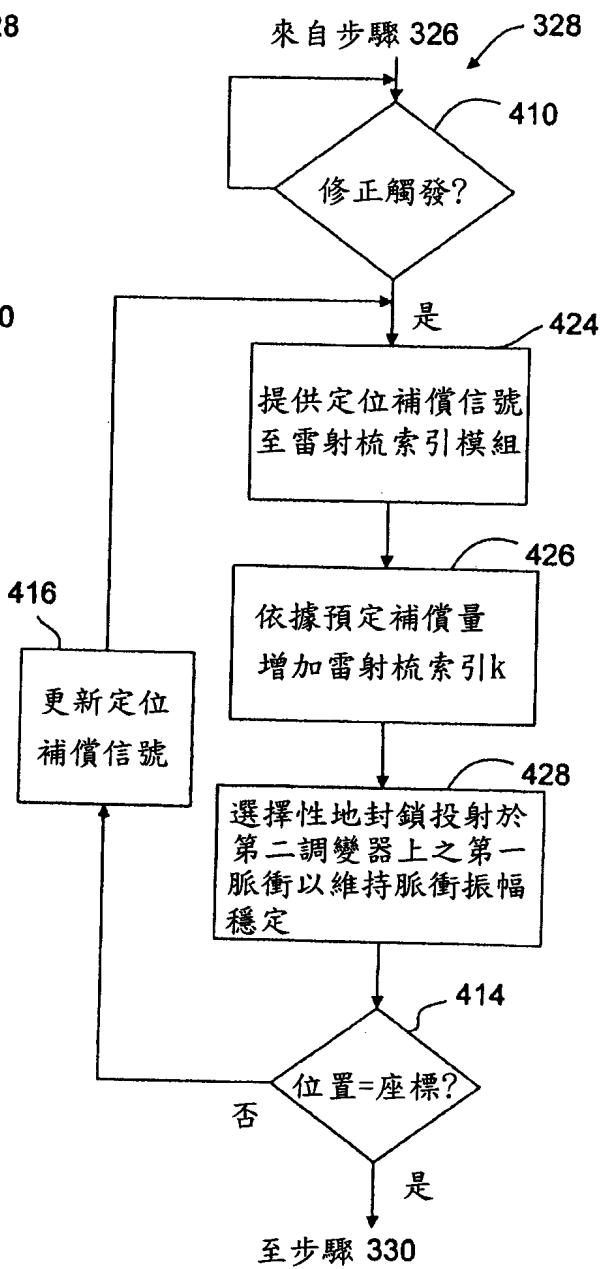 28
來自步驟 326
328
410
修正觸發?
0
是
424
提供定位補償信號
至雷射梳索引模組
426
依據預定補償量
增加雷射梳索引k
416
更新定位
補償信號
428
選擇性地封鎖投射於
第二調變器上之第一
脈衝以維持脈衝振幅
穩定
414
位置=座標?
否
是
至步驟 330